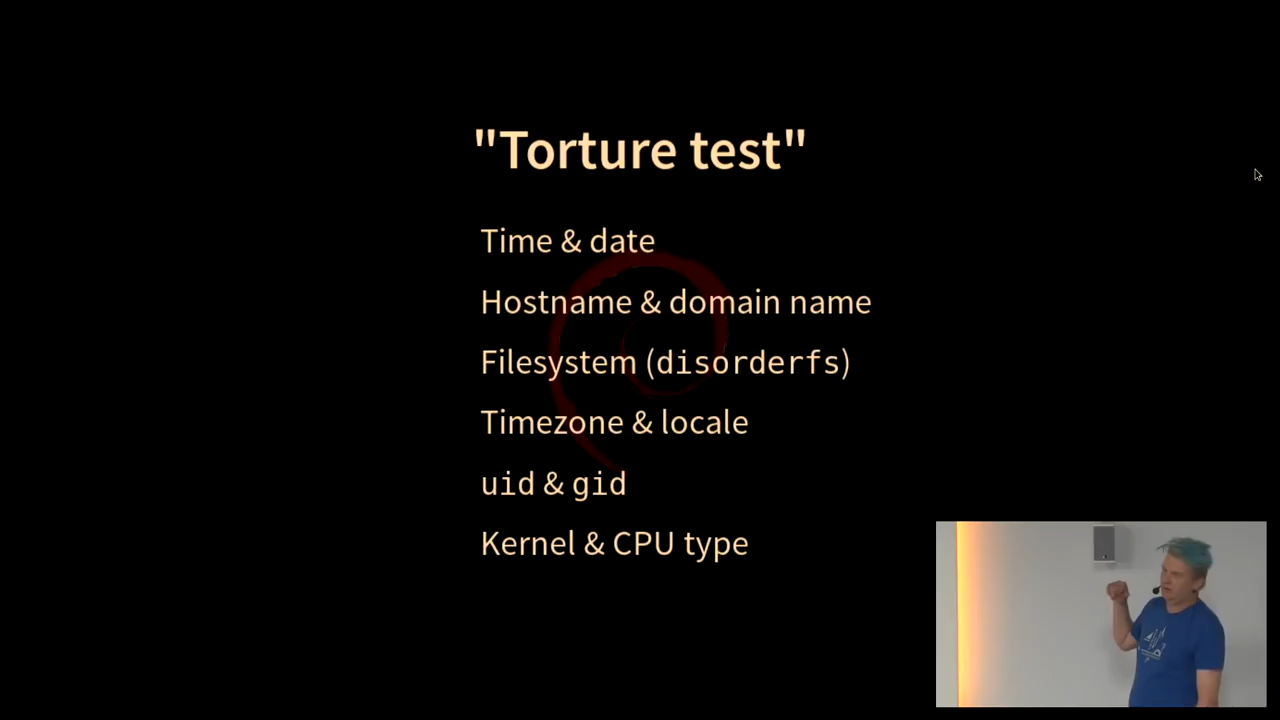 "Torture test"
Time & date
Hostname & domain name
Filesystem (disorderfs)
Timezone & locale
uid & gid
Kernel & CPU type